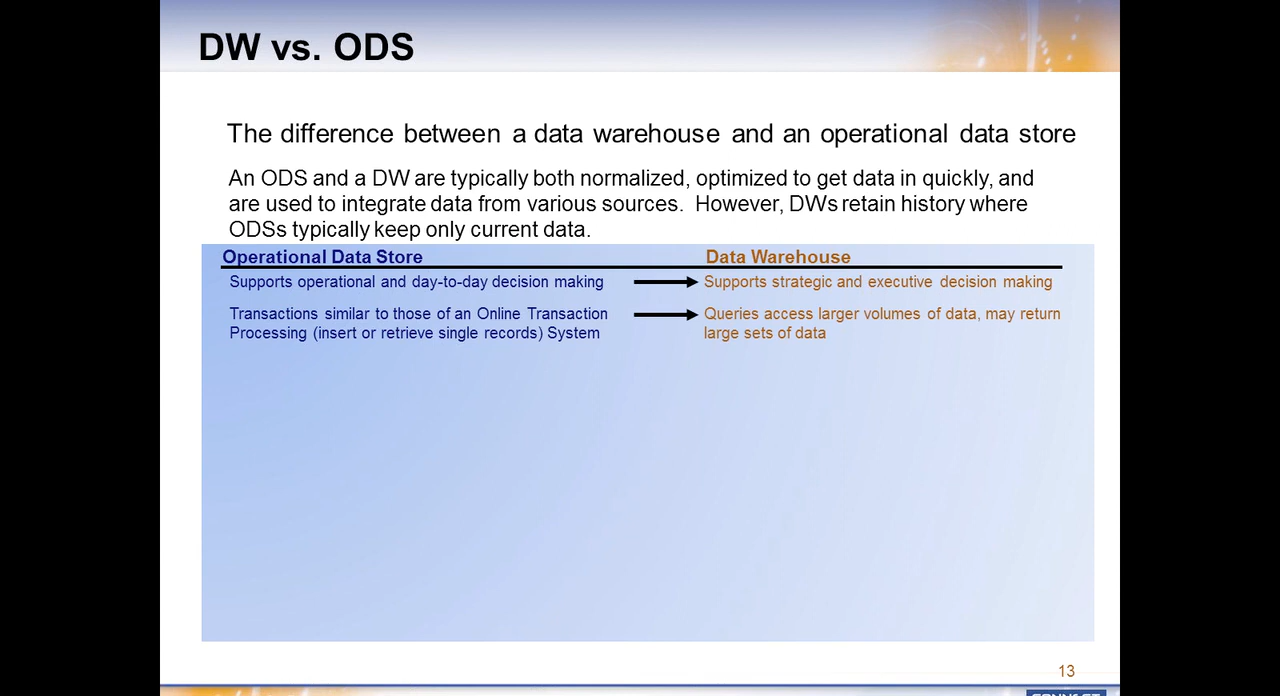 DW vs. ODS
The difference between a data warehouse and an operational data store
An ODS and a DW are typically both normalized, optimized to get data in quickly, and
are used to integrate data from various sources.  However, DWs retain history where
ODSs typically keep only current data.
Operational Data Store
Data Warehouse
Supports operational and day-to-day decision making
Supports strategic and executive decision making
Transactions similar to those of an Online Transaction
Processing (insert or retrieve single records) System
Queries access larger volumes of data, may return
large sets of data
13